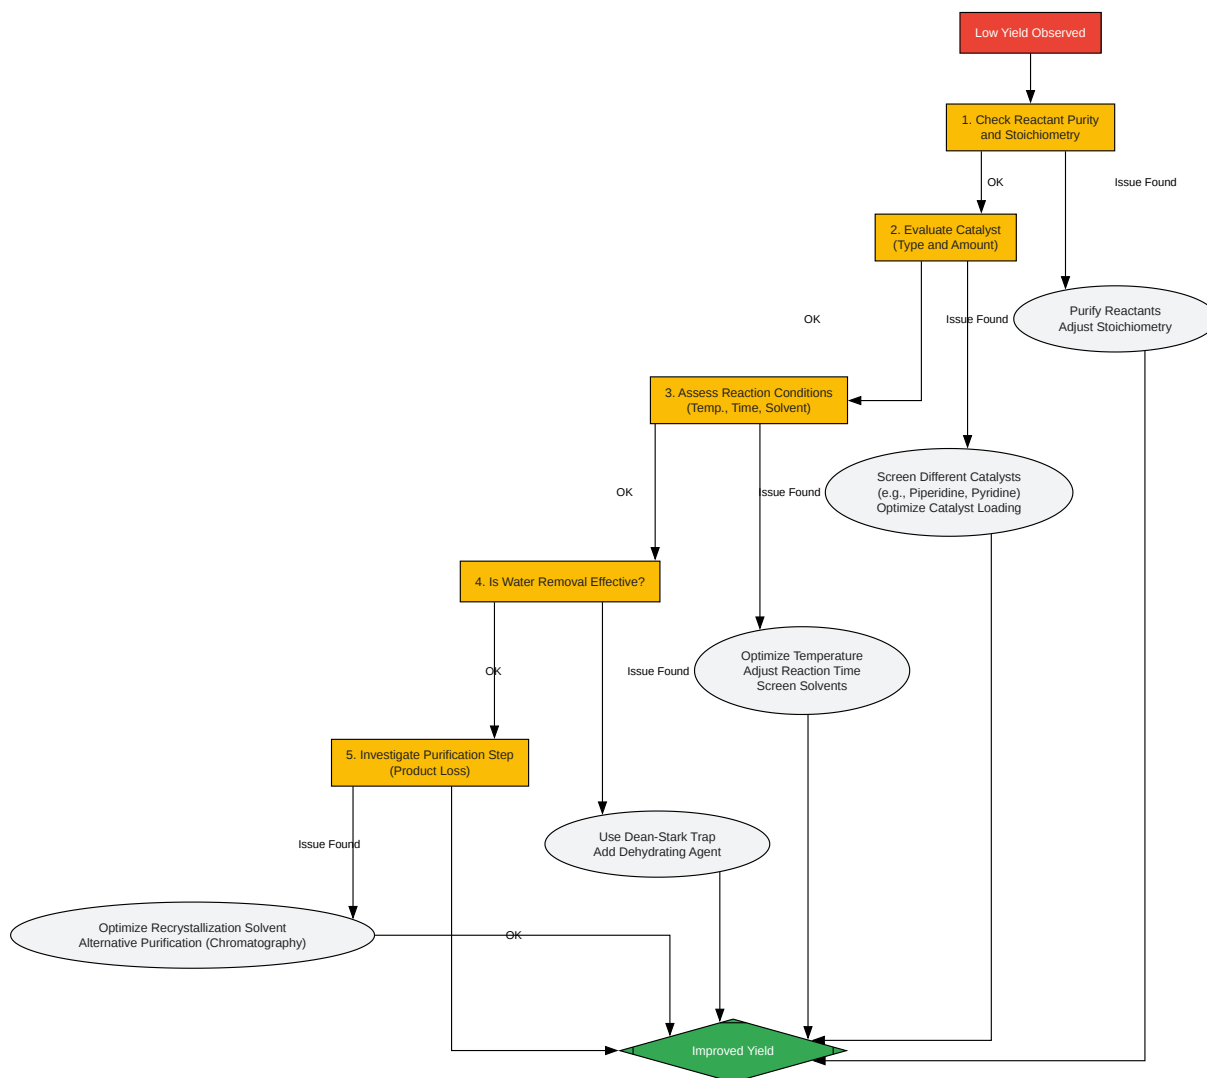 Low Yield Observed
1. Check Reactant Purity
and Stoichiometry
OK
Issue Found
2. Evaluate Catalyst
(Type and Amount)
Purify Reactants
Adjust Stoichiometry
OK
Issue Found
3. Assess Reaction Conditions
(Temp., Time, Solvent)
Screen Different Catalysts
(e.g., Piperidine, Pyridine)
Optimize Catalyst Loading
OK
Issue Found
4. Is Water Removal Effective?
Optimize Temperature
Adjust Reaction Time
Screen Solvents
OK
Issue Found
5. Investigate Purification Step
(Product Loss)
Use Dean-Stark Trap
Add Dehydrating Agent
Issue Found
Optimize Recrystallization Solvent
Alternative Purification (Chromatography)
OK
Improved Yield